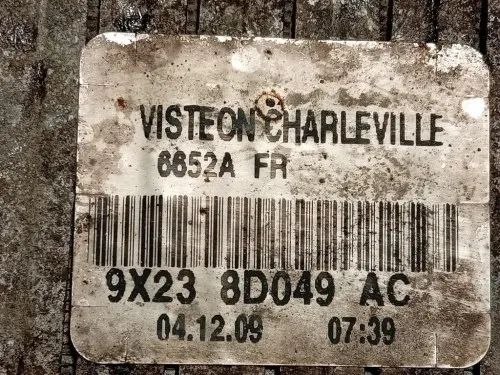 VISTEON CHARLEVILLE
6652A FR
9X23 8D049 AC
04.12.09 07:39